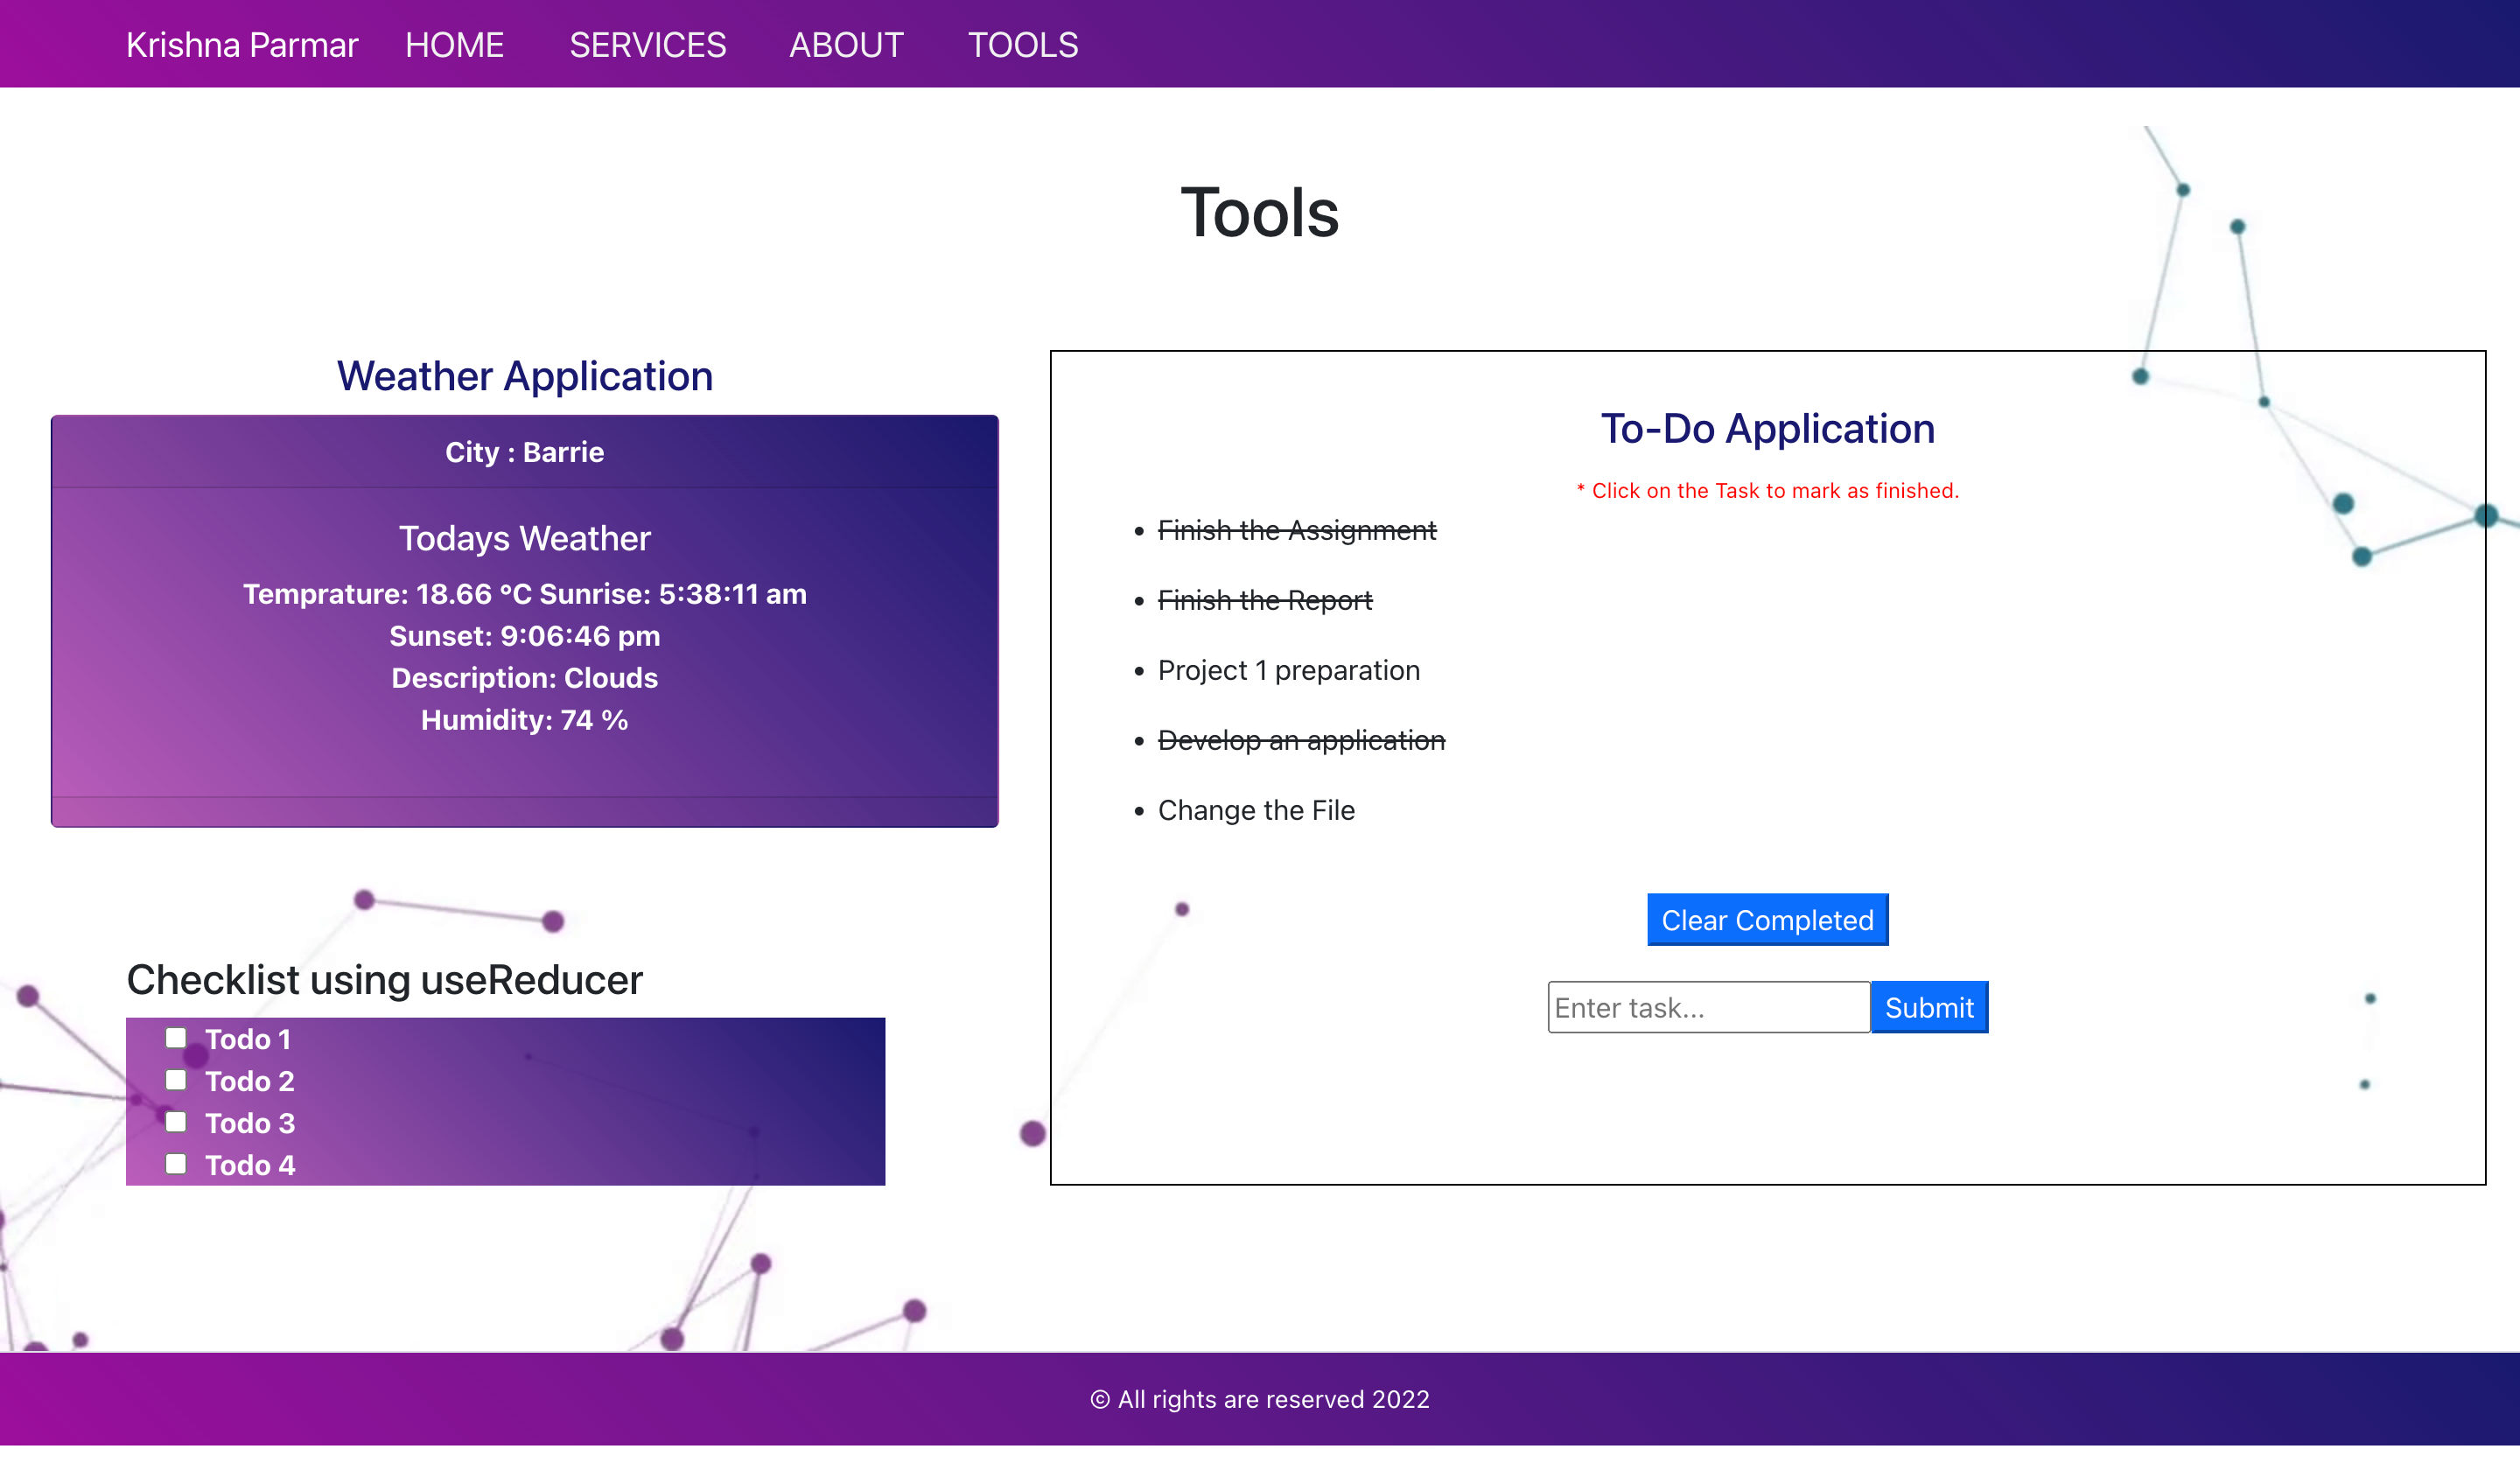 Krishna Parmar HOME SERVICES ABOUT TOOLS
Tools
Weather Application
City : Barrie
Todays Weather
Temprature: 18.66 °C Sunrise: 5:38:11 am
Sunset: 9:06:46 pm
Description: Clouds
Humidity: 74 %
Checklist using useReducer
Todo 1
Todo 2
Todo 3
Todo 4
To-Do Application
* Click on the Task to mark as finished.
Finish the Assignment
Finish the Report
Project 1 preparation
Develop an application
Change the File
Clear Completed
Enter task... Submit
© All rights are reserved 2022